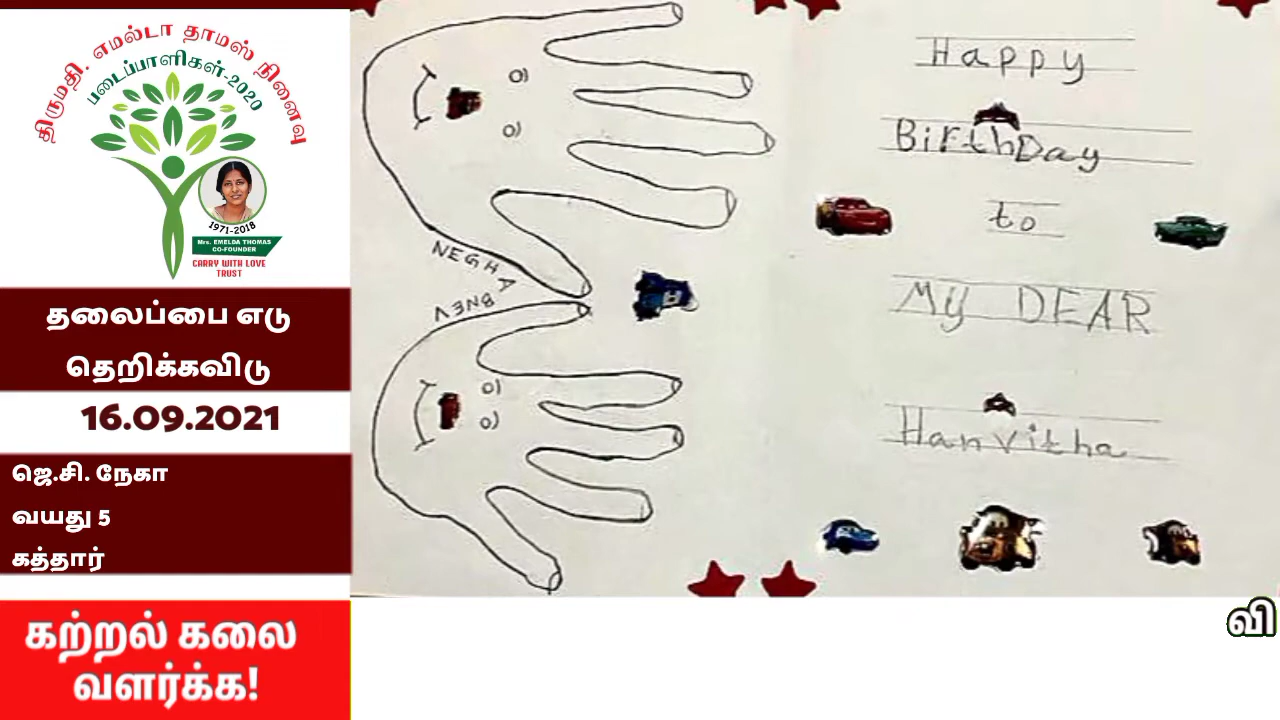 திருமதி. எமல்டா தாமஸ் நினைவு
படைப்பாளிகள்-2020
1971-2018
Mrs. EMELDA THOMAS
CO-FOUNDER
CARRY WITH LOVE
TRUST
தலைப்பை எடு
தெறிக்கவிடு
16.09.2021
ஜெ.சி. நேகா
வயது 5
கத்தார்
கற்றல் கலை
வளர்க்க!
NEGHA
BNEV
Happy
BirthDay
to
My DEAR
Hanvitha
வி